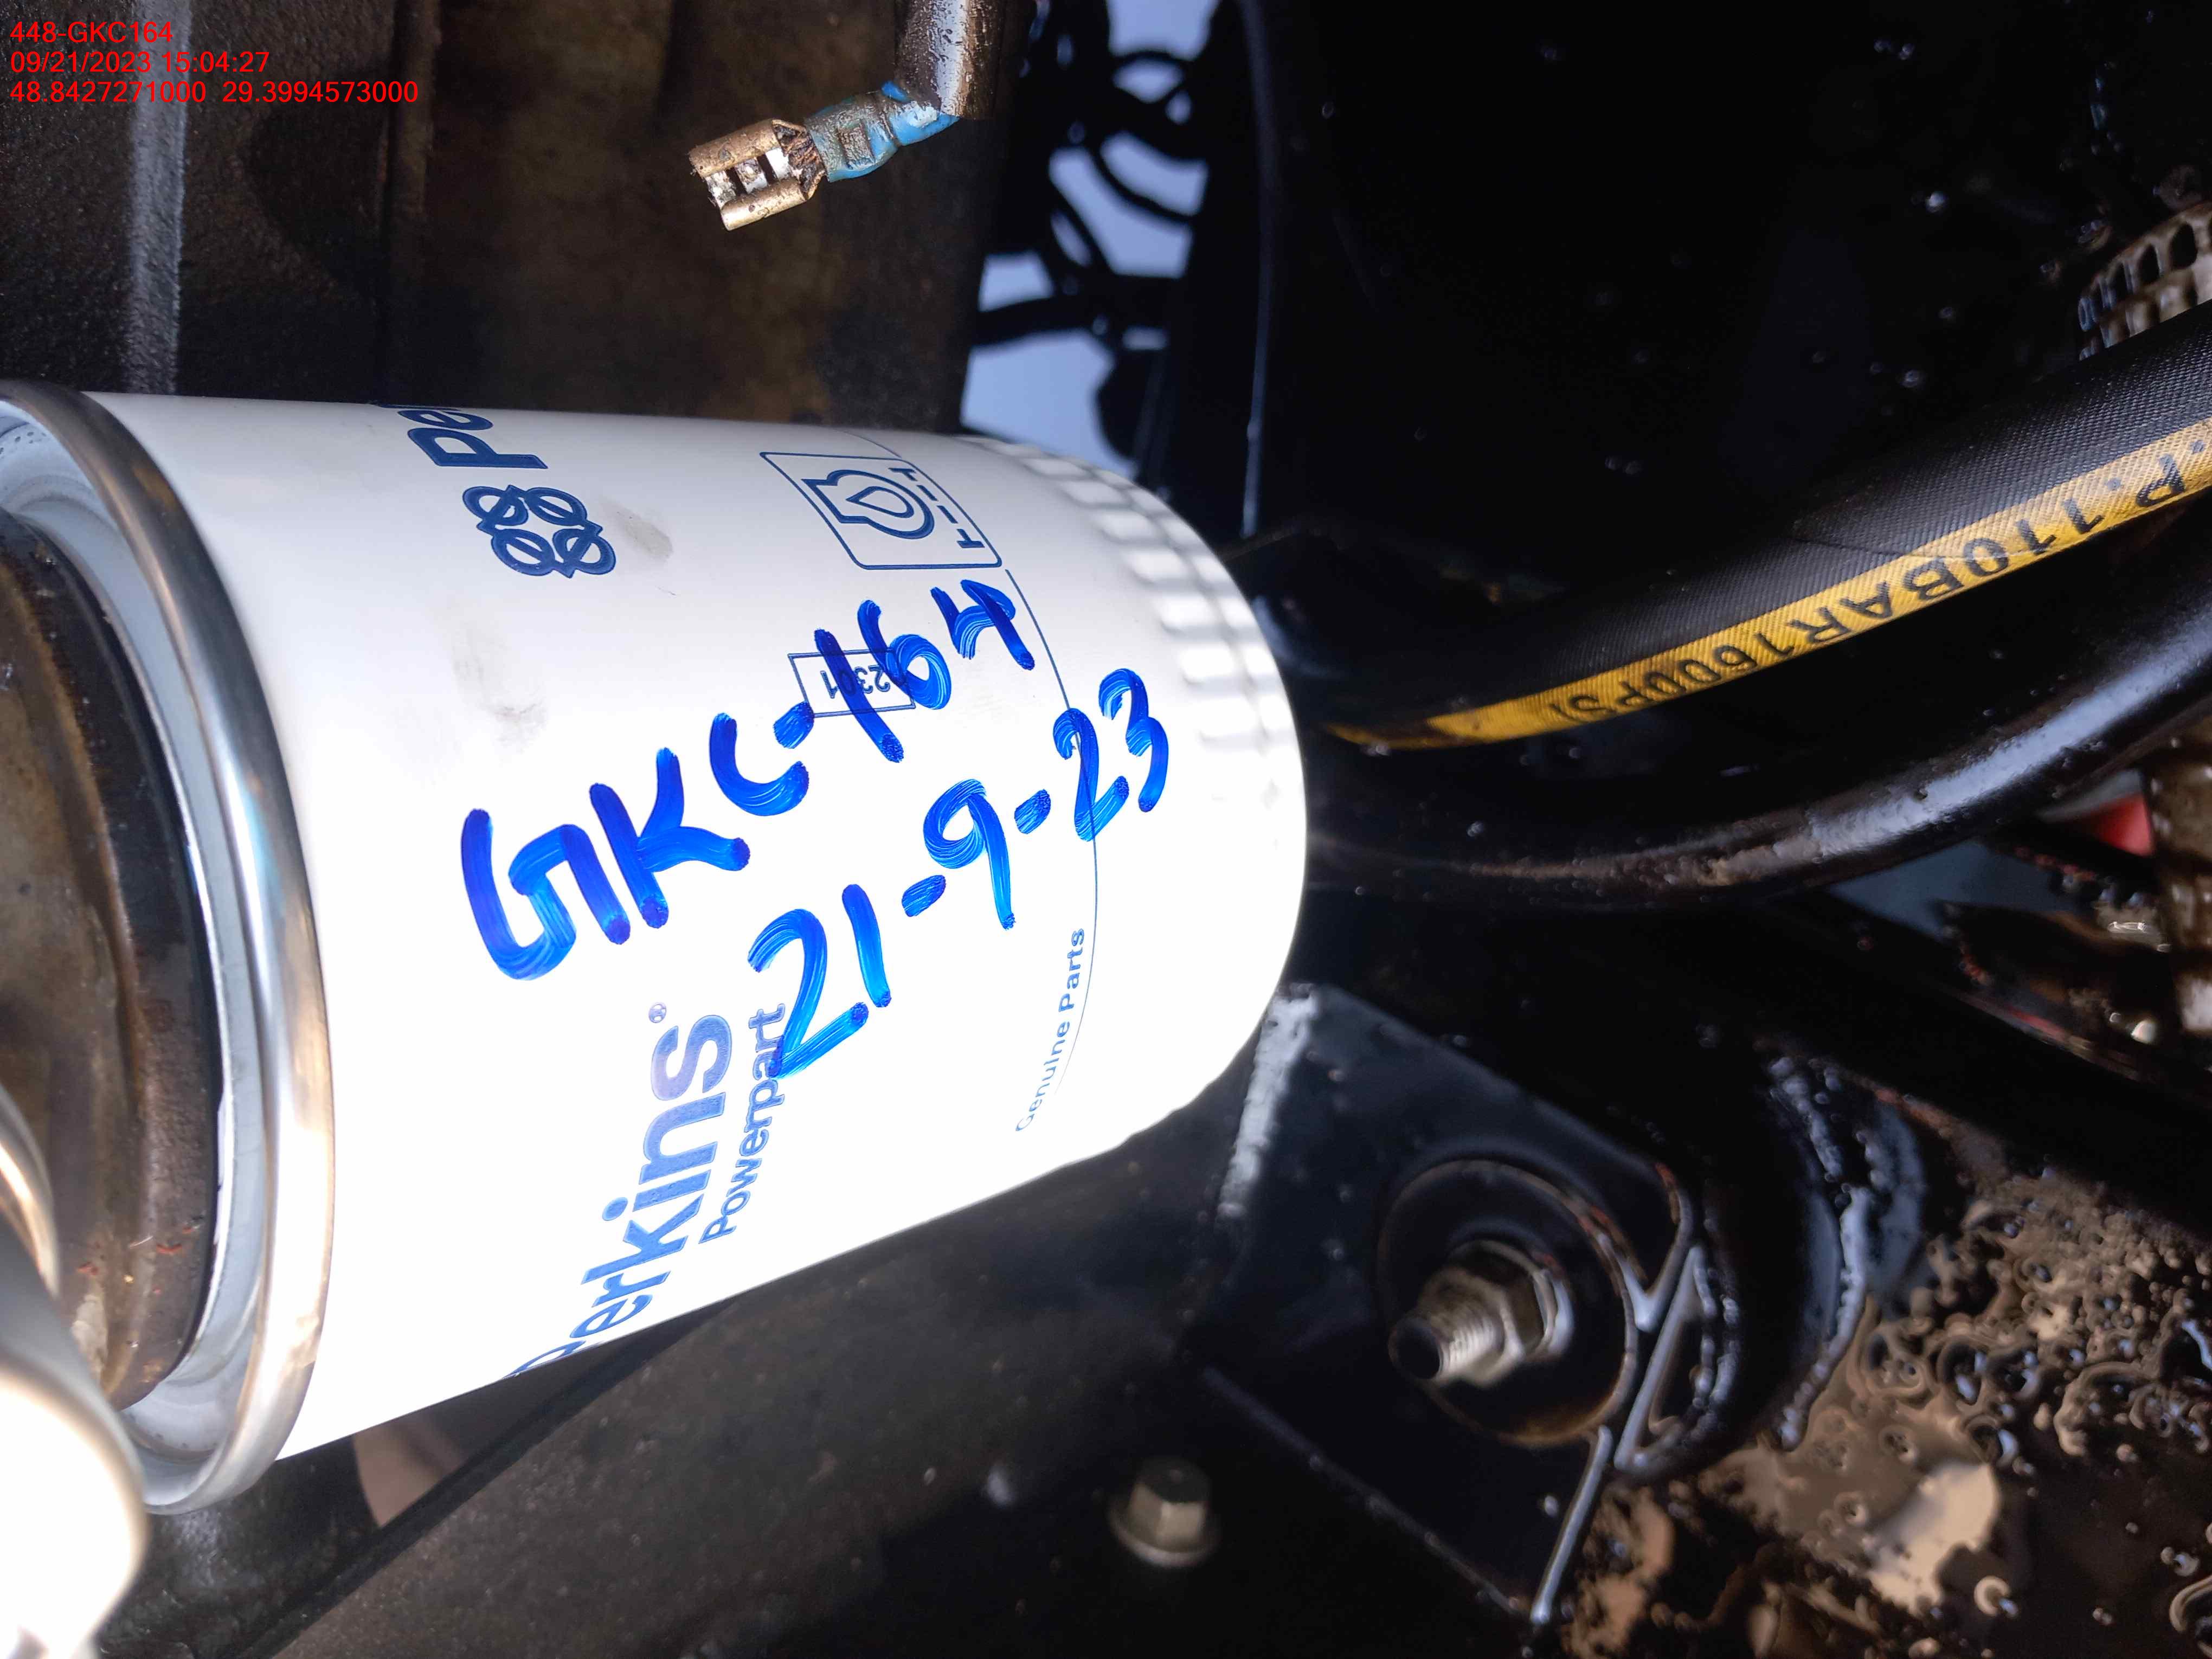 448-GKC164
09/21/2023 15:04:27
48.8427271000 29.3994573000
GKC-164
21-9-23
Perkins®
Powerpart
Genuine Parts
.P.110BAR1600PSI